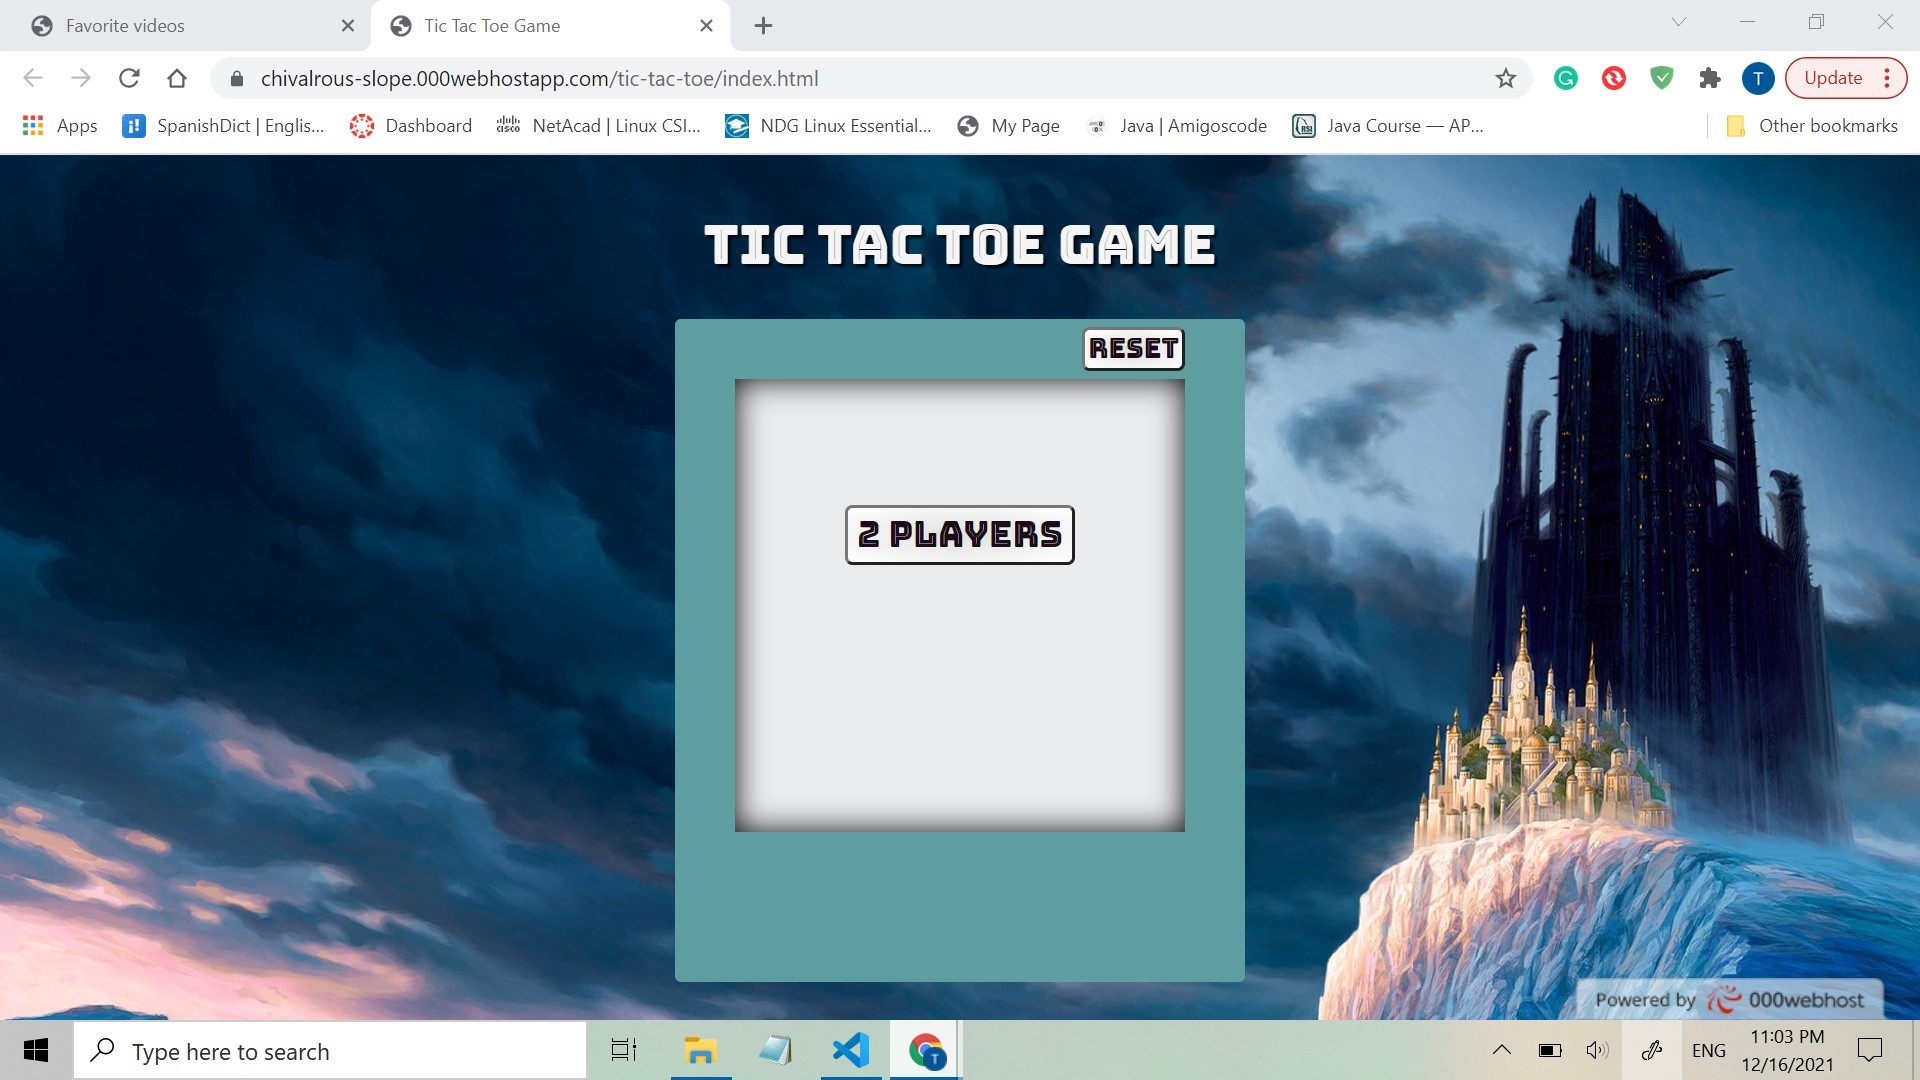 Favorite videos
Tic Tac Toe Game
chivalrous-slope.000webhostapp.com/tic-tac-toe/index.html
T
Update
Apps
SpanishDict | Englis...
Dashboard
NetAcad | Linux CSI...
NDG Linux Essential...
My Page
Java | Amigoscode
Java Course — AP...
Other bookmarks
TIC TAC TOE GAME
RESET
2 PLAYERS
Powered by 000webhost
Type here to search
T
ENG
11:03 PM
12/16/2021